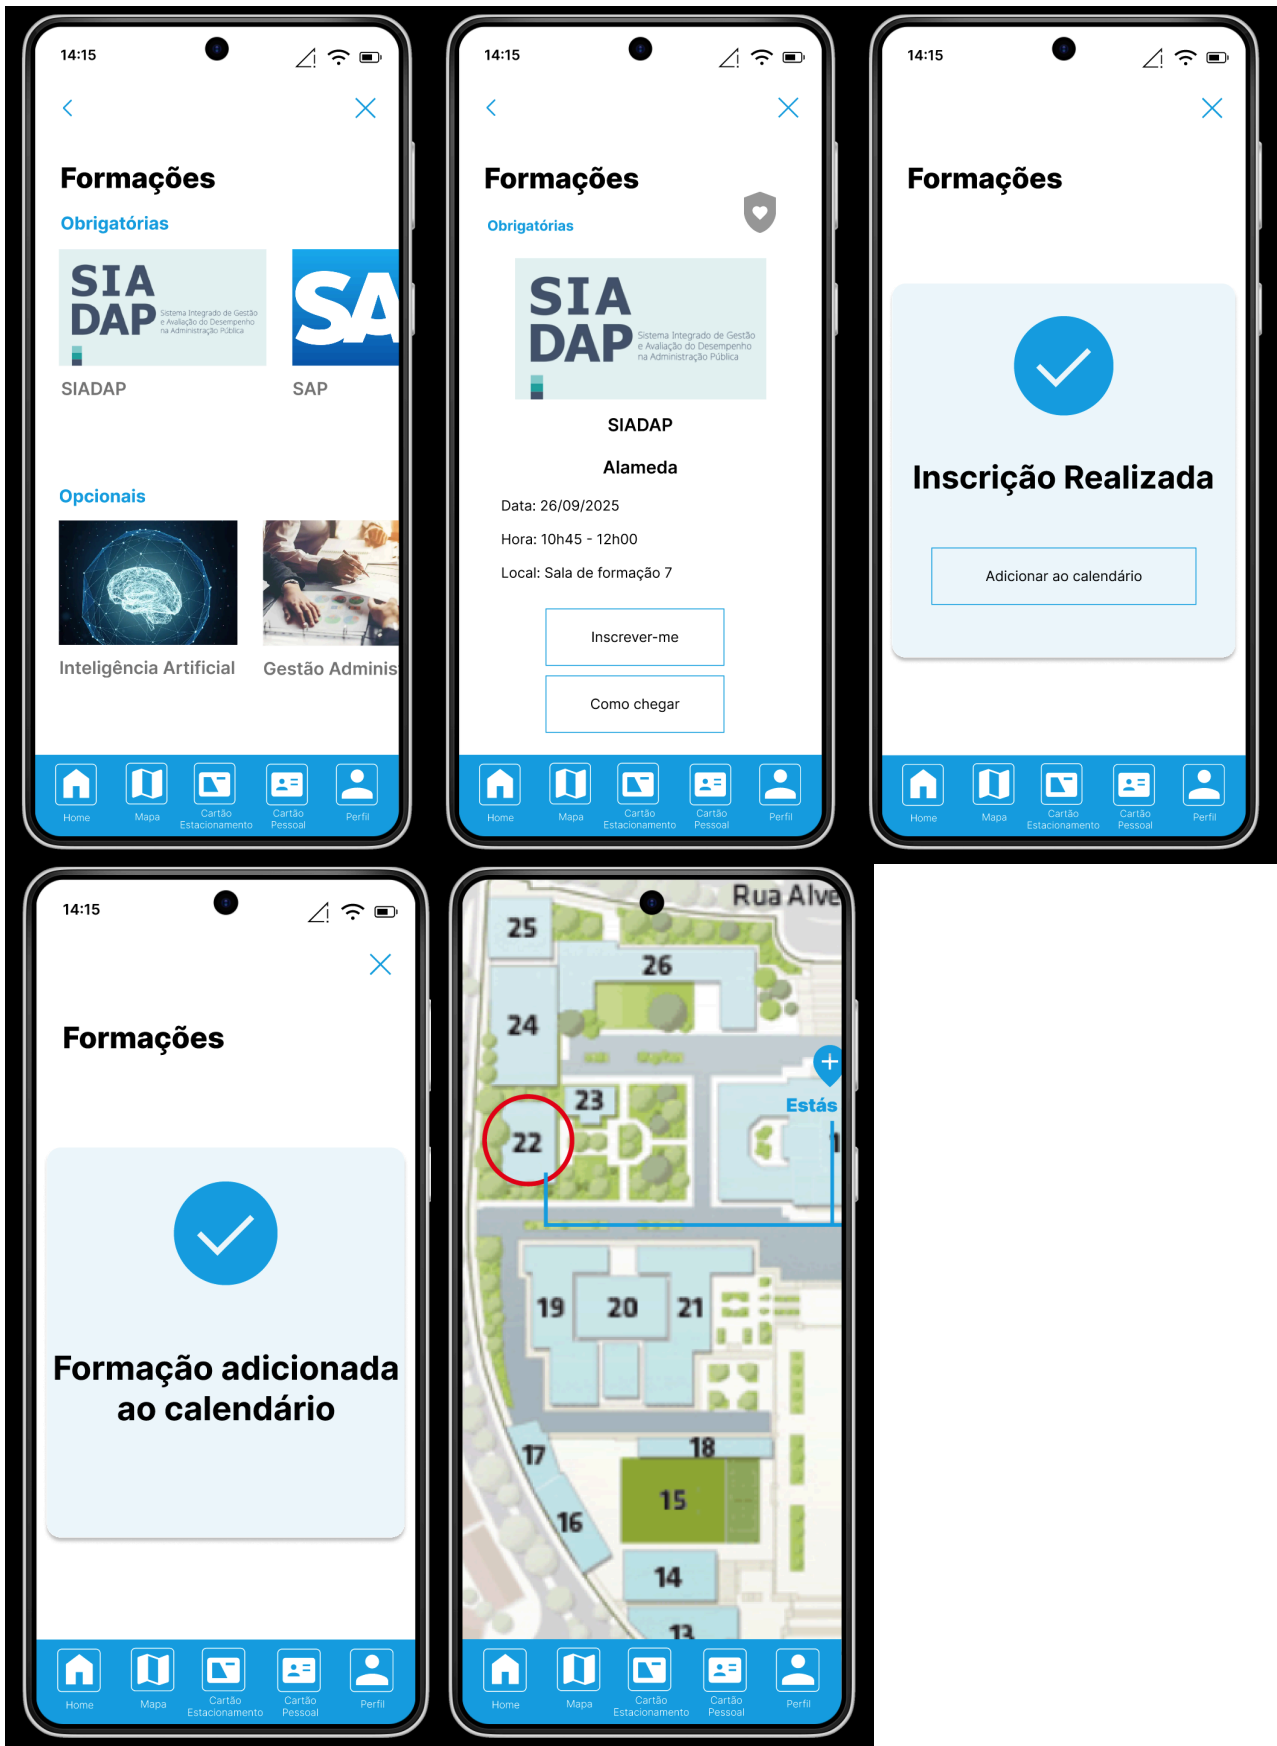 14:15
Formações
Obrigatórias
SIA
DAP
Sistema Integrado de Gestão
e Avaliação do Desempenho
na Administração Pública
SA
SIADAP
SAP
Opcionais
Inteligência Artificial
Gestão Adminis
Home
Mapa
Cartão
Estacionamento
Cartão
Pessoal
Perfil
14:15
Formações
Obrigatórias
SIA
DAP
Sistema Integrado de Gestão
e Avaliação do Desempenho
na Administração Pública
SIADAP
Alameda
Data: 26/09/2025
Hora: 10h45 - 12h00
Local: Sala de formação 7
Inscrever-me
Como chegar
Home
Mapa
Cartão
Estacionamento
Cartão
Pessoal
Perfil
14:15
Formações
Inscrição Realizada
Adicionar ao calendário
Home
Mapa
Cartão
Estacionamento
Cartão
Pessoal
Perfil
14:15
Formações
Formação adicionada
ao calendário
Home
Mapa
Cartão
Estacionamento
Cartão
Pessoal
Perfil
Rua Alve
25
26
24
23
Estás
22
1
19
20
21
17
18
15
16
14
13
Home
Mapa
Cartão
Estacionamento
Cartão
Pessoal
Perfil